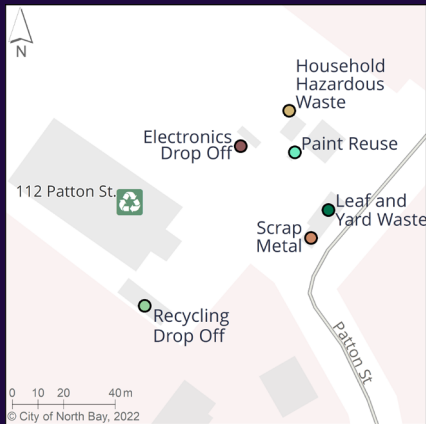 N
Household
Hazardous
Waste
Electronics
Drop Off
Paint Reuse
112 Patton St.
Leaf and
Yard Waste
Scrap
Metal
Recycling
Drop Off
Patton St
0 10 20 40 m
© City of North Bay, 2022